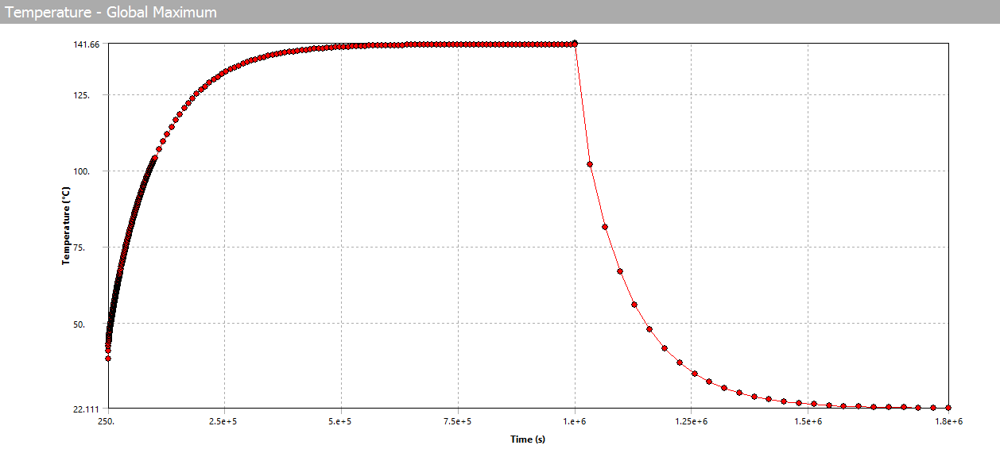 Temperature - Global Maximum
141.66
125.
100.
75.
50.
22.111
Temperature (°C)
250.
2.5e+5
5.e+5
7.5e+5
1.e+6
1.25e+6
1.5e+6
1.8e+6
Time (s)